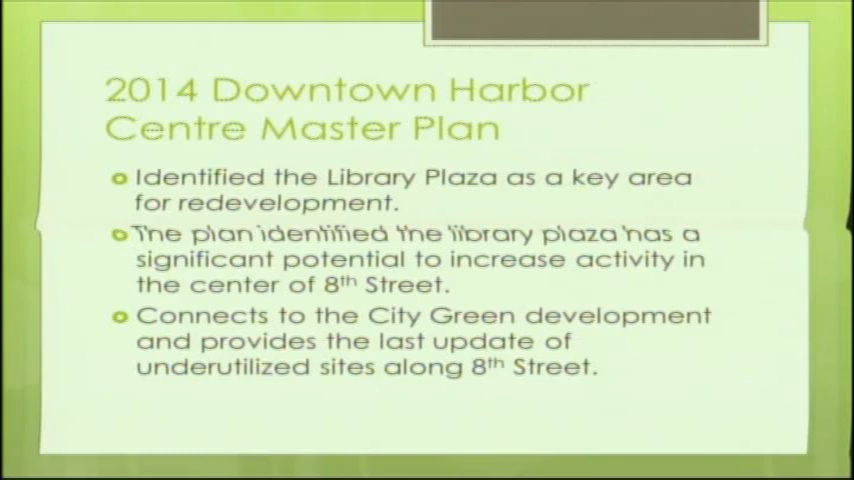 2014 Downtown Harbor
Centre Master Plan
Identified the Library Plaza as a key area
for redevelopment.
The plan identified the library plaza has a
significant potential to increase activity in
the center of 8th Street.
Connects to the City Green development
and provides the last update of
underutilized sites along 8th Street.